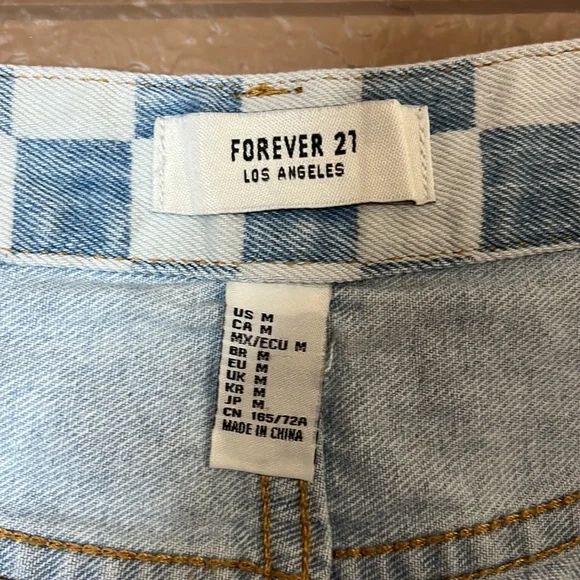 FOREVER 21
LOS ANGELES
US M
CA M
MX/ECU M
BR M
EU M
UK M
KR M
JP M
CN 165/72A
MADE IN CHINA